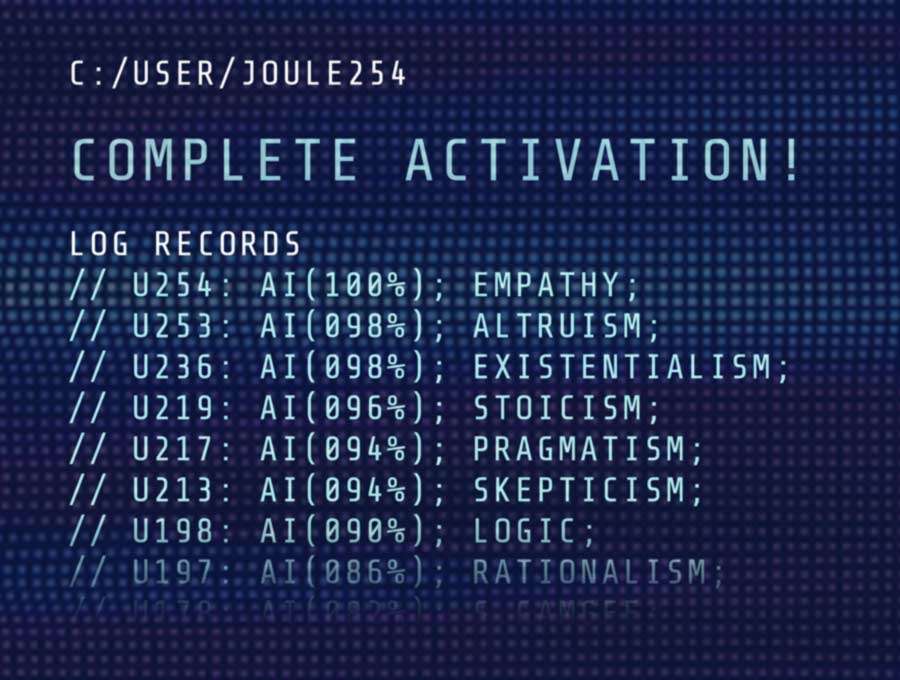 C:/USER/JOULE254
COMPLETE ACTIVATION!
LOG RECORDS
// U254: AI(100%); EMPATHY;
// U253: AI(098%); ALTRUISM;
// U236: AI(098%); EXISTENTIALISM;
// U219: AI(096%); STOICISM;
// U217: AI(094%); PRAGMATISM;
// U213: AI(094%); SKEPTICISM;
// U198: AI(090%); LOGIC;
// U197: AI(086%); RATIONALISM;